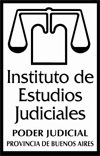 Instituto de
Estudios
Judiciales
PODER JUDICIAL
PROVINCIA DE BUENOS AIRES